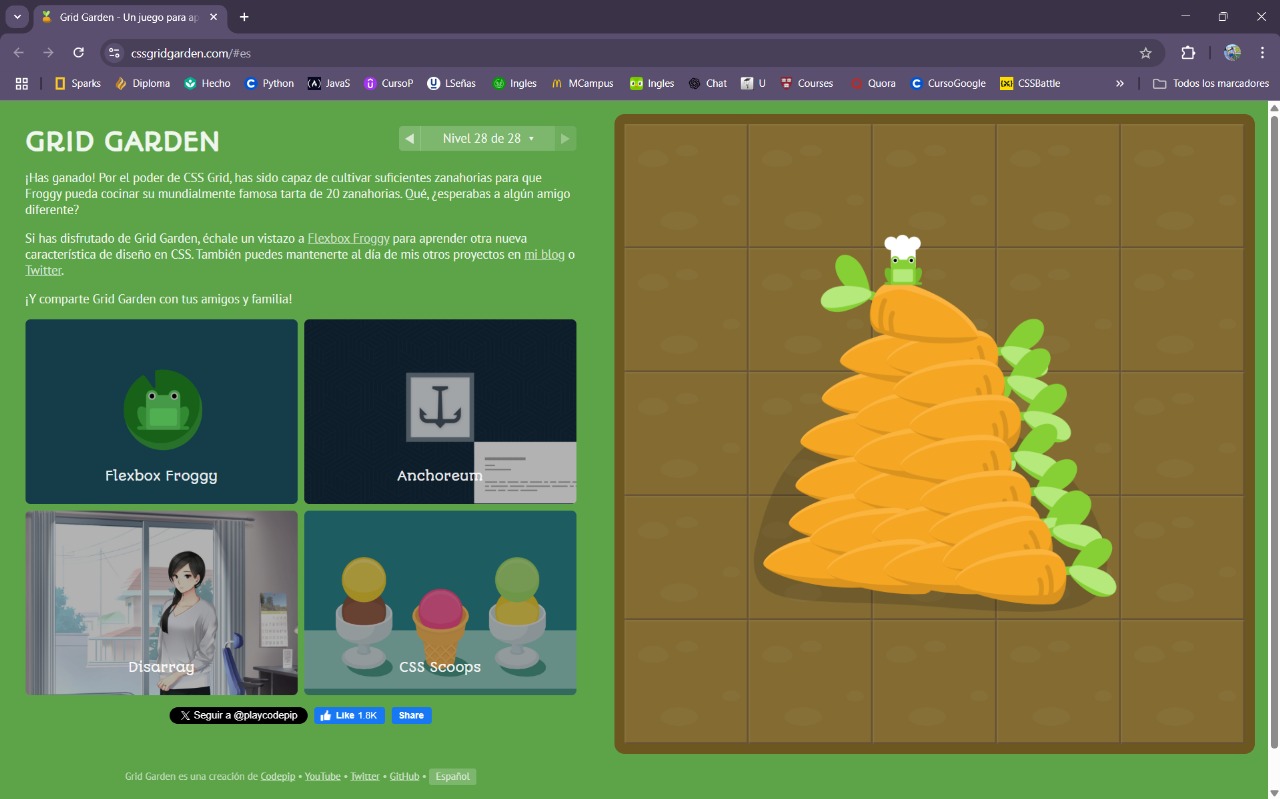 Grid Garden - Un juego para ap
cssgridgarden.com/#es
Sparks Diploma Hecho Python JavaS CursoP LSeñas Ingles MCampus Ingles Chat U Courses Quora CursoGoogle CSSBattle » Todos los marcadores
GRID GARDEN
Nivel 28 de 28
¡Has ganado! Por el poder de CSS Grid, has sido capaz de cultivar suficientes zanahorias para que
Froggy pueda cocinar su mundialmente famosa tarta de 20 zanahorias. Qué, ¿esperabas a algún amigo
diferente?
Si has disfrutado de Grid Garden, échale un vistazo a Flexbox Froggy para aprender otra nueva
característica de diseño en CSS. También puedes mantenerte al día de mis otros proyectos en mi blog o
Twitter.
¡Y comparte Grid Garden con tus amigos y familia!
Flexbox Froggy
Anchoreum
Disarray
CSS Scoops
Seguir a @playcodepip
Like 1.8K
Share
Grid Garden es una creación de Codepip • YouTube • Twitter • GitHub • Español